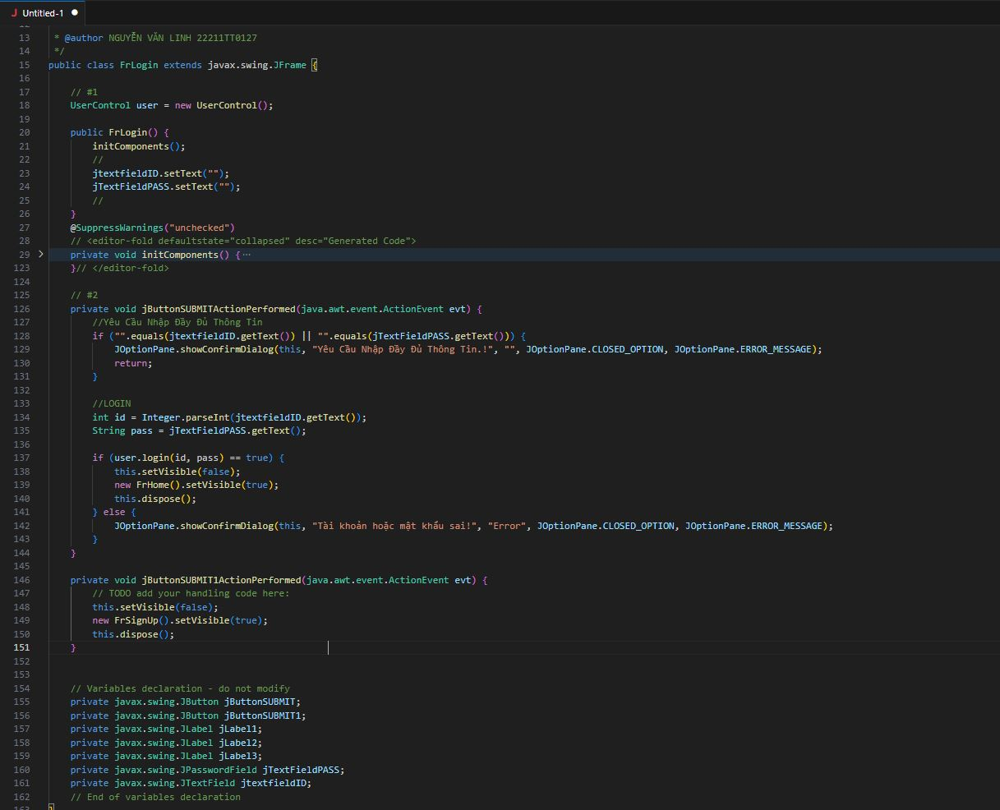 J Untitled-1
12
13 * @author NGUYỄN VĂN LINH 22211TT0127
14 */
15 public class FrLogin extends javax.swing.JFrame {
16
17 // #1
18 UserControl user = new UserControl();
19
20 public FrLogin() {
21 initComponents();
22 //
23 jtextfieldID.setText("");
24 jTextFieldPASS.setText("");
25 //
26 }
27 @SuppressWarnings("unchecked")
28 // <editor-fold defaultstate="collapsed" desc="Generated Code">
29 > private void initComponents() {⋯
123 }// </editor-fold>
124
125 // #2
126 private void jButtonSUBMITActionPerformed(java.awt.event.ActionEvent evt) {
127 //Yêu Cầu Nhập Đầy Đủ Thông Tin
128 if ("".equals(jtextfieldID.getText()) || "".equals(jTextFieldPASS.getText())) {
129 JOptionPane.showConfirmDialog(this, "Yêu Cầu Nhập Đầy Đủ Thông Tin.!", "", JOptionPane.CLOSED_OPTION, JOptionPane.ERROR_MESSAGE);
130 return;
131 }
132
133 //LOGIN
134 int id = Integer.parseInt(jtextfieldID.getText());
135 String pass = jTextFieldPASS.getText();
136
137 if (user.login(id, pass) == true) {
138 this.setVisible(false);
139 new FrHome().setVisible(true);
140 this.dispose();
141 } else {
142 JOptionPane.showConfirmDialog(this, "Tài khoản hoặc mật khẩu sai!", "Error", JOptionPane.CLOSED_OPTION, JOptionPane.ERROR_MESSAGE);
143 }
144 }
145
146 private void jButtonSUBMIT1ActionPerformed(java.awt.event.ActionEvent evt) {
147 // TODO add your handling code here:
148 this.setVisible(false);
149 new FrSignUp().setVisible(true);
150 this.dispose();
151 }
152
153
154 // Variables declaration - do not modify
155 private javax.swing.JButton jButtonSUBMIT;
156 private javax.swing.JButton jButtonSUBMIT1;
157 private javax.swing.JLabel jLabel1;
158 private javax.swing.JLabel jLabel2;
159 private javax.swing.JLabel jLabel3;
160 private javax.swing.JPasswordField jTextFieldPASS;
161 private javax.swing.JTextField jtextfieldID;
162 // End of variables declaration
163 }